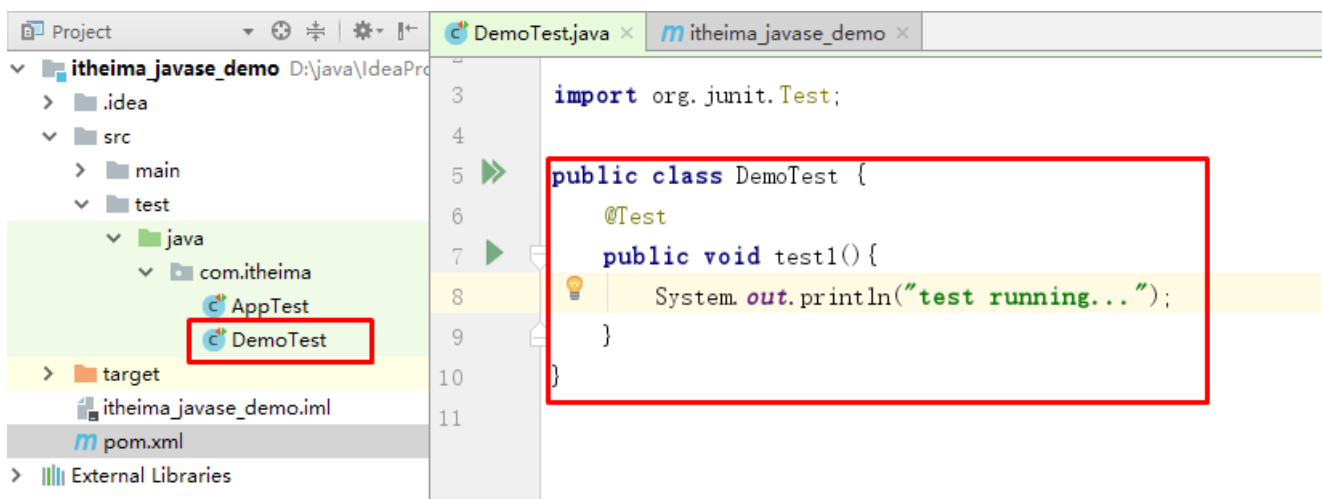 Project
DemoTest.java
itheima_javase_demo
itheima_javase_demo D:\java\IdeaPro
.idea
src
main
test
java
com.itheima
AppTest
DemoTest
target
itheima_javase_demo.iml
pom.xml
External Libraries
3 import org.junit.Test;
4
5 public class DemoTest {
6 @Test
7 public void test1(){
8 System.out.println("test running...");
9 }
10 }
11